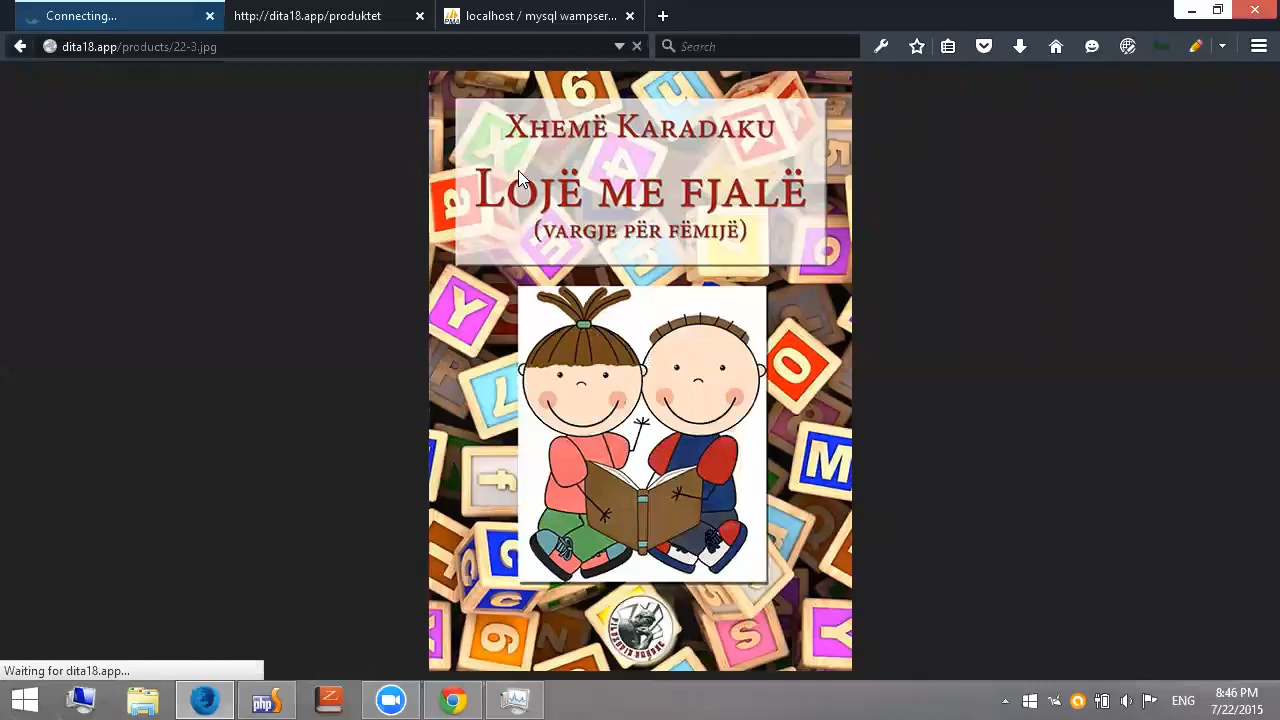 Connecting...
http://dita18.app/produktet
localhost / mysql wampser...
dita18.app/products/22-3.jpg
Search
Xhemë Karadaku
Lojë me fjalë
(vargje për fëmijë)
Waiting for dita18.app...
ENG
8:46 PM
7/22/2015